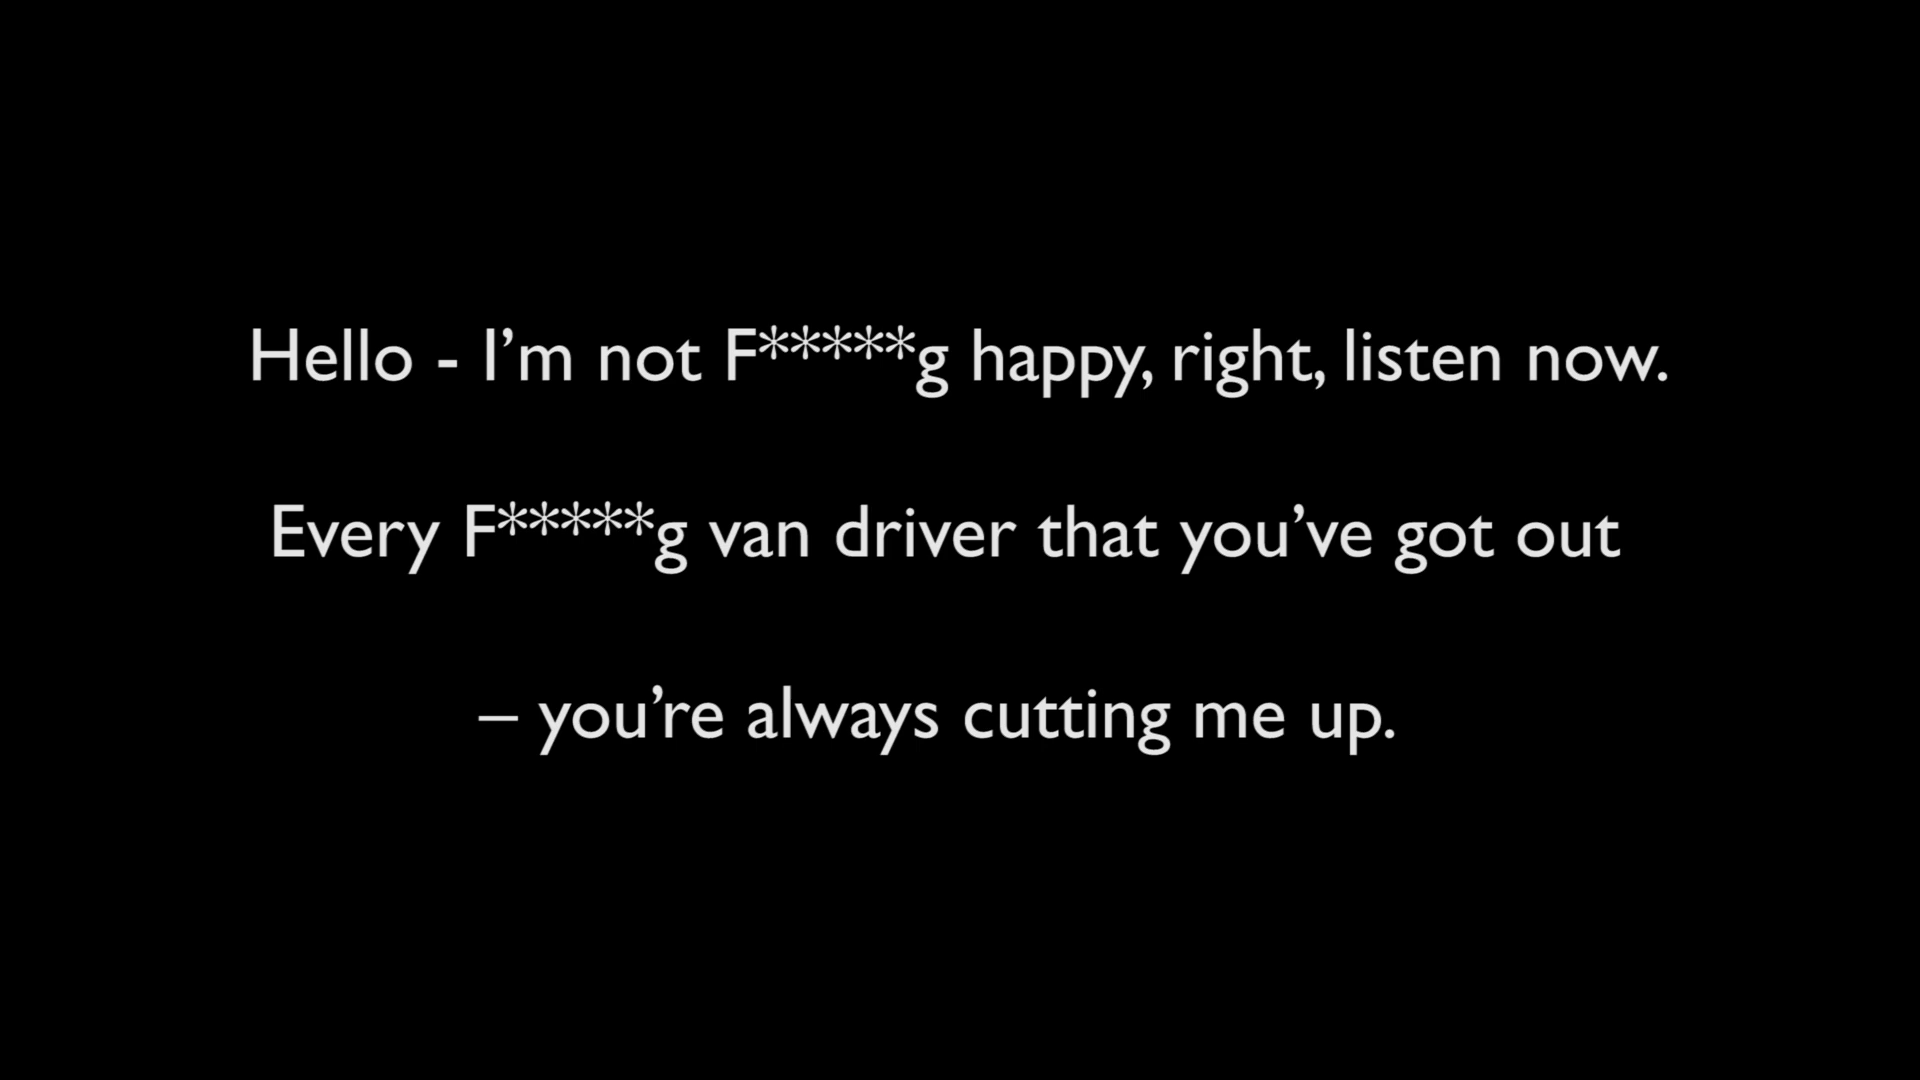 Hello - I’m not F*****g happy, right, listen now.
Every F*****g van driver that you’ve got out
– you’re always cutting me up.